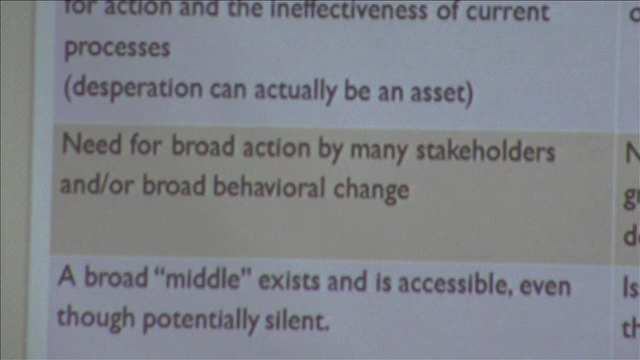 for action and the ineffectiveness of current
processes
(desperation can actually be an asset)
Need for broad action by many stakeholders
and/or broad behavioral change
A broad “middle” exists and is accessible, even
though potentially silent.
Is